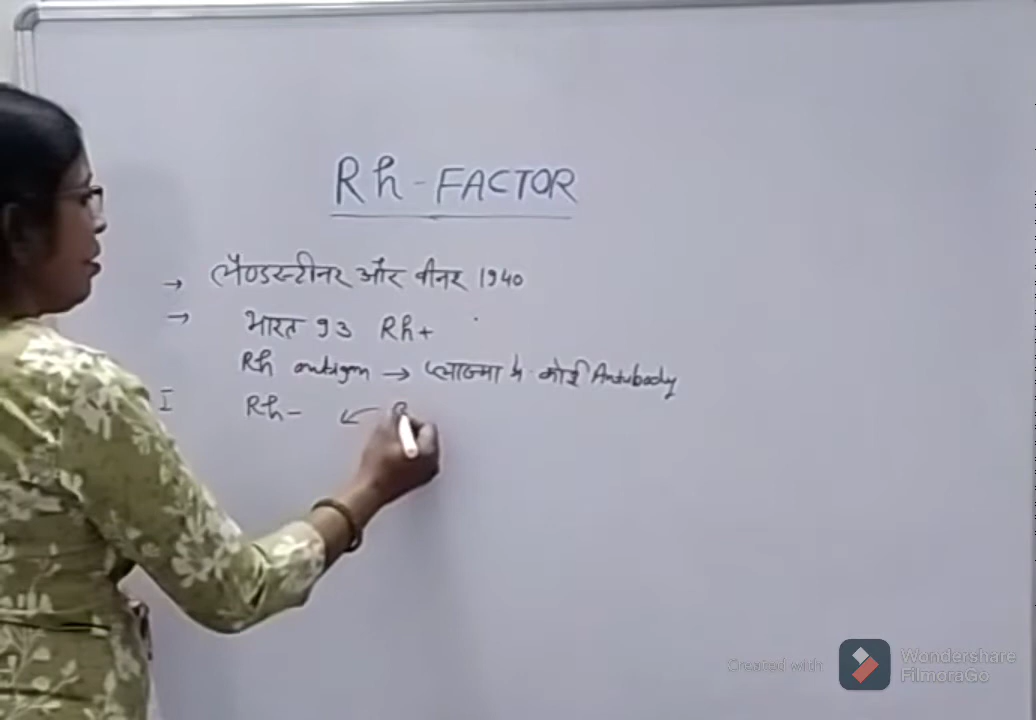 Rh - FACTOR
→ लैण्डस्टीनर और वीनर 1940
→ भारत 93 Rh+
Rh antigen → प्लाज्मा में कोई Antibody
I Rh- ← R
Created with
Wondershare
FilmoraGo